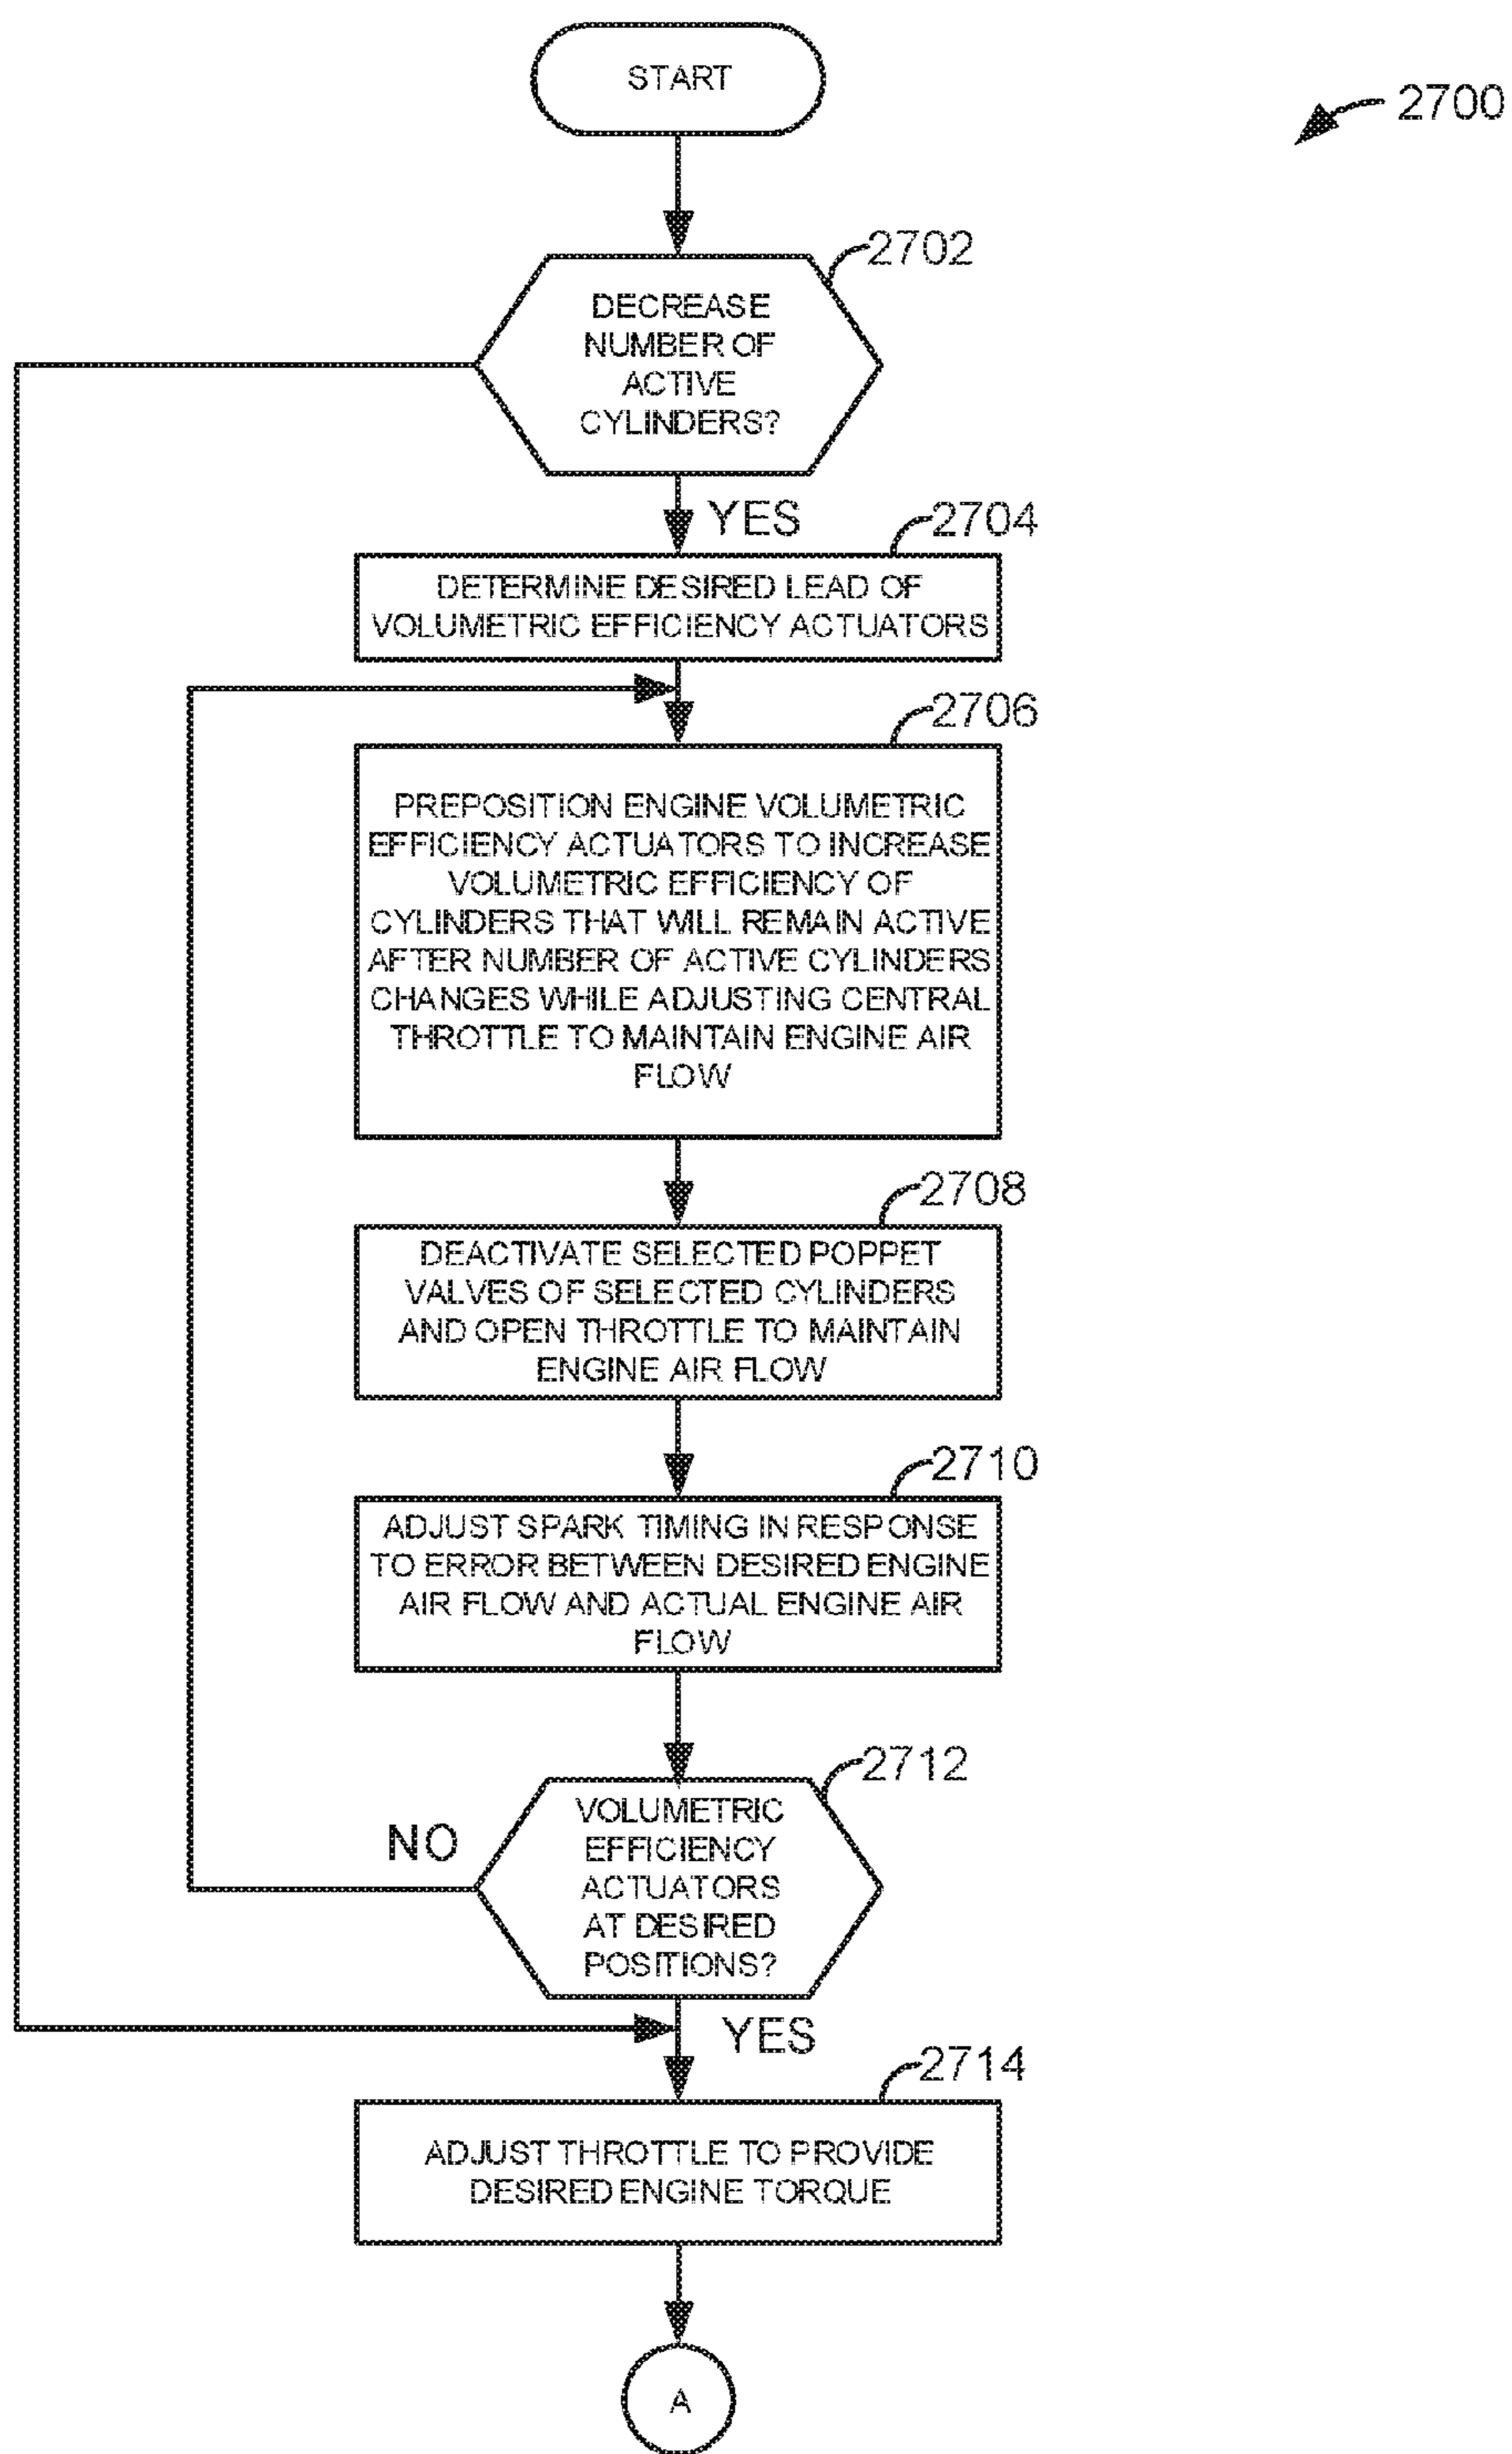 START
2700
2702
DECREASE
NUMBER OF
ACTIVE
CYLINDERS?
YES
2704
DETERMINE DESIRED LEAD OF
VOLUMETRIC EFFICIENCY ACTUATORS
2706
PREPOSITION ENGINE VOLUMETRIC
EFFICIENCY ACTUATORS TO INCREASE
VOLUMETRIC EFFICIENCY OF
CYLINDERS THAT WILL REMAIN ACTIVE
AFTER NUMBER OF ACTIVE CYLINDERS
CHANGES WHILE ADJUSTING CENTRAL
THROTTLE TO MAINTAIN ENGINE AIR
FLOW
2708
DEACTIVATE SELECTED POPPET
VALVES OF SELECTED CYLINDERS
AND OPEN THROTTLE TO MAINTAIN
ENGINE AIR FLOW
2710
ADJUST SPARK TIMING IN RESPONSE
TO ERROR BETWEEN DESIRED ENGINE
AIR FLOW AND ACTUAL ENGINE AIR
FLOW
2712
VOLUMETRIC
EFFICIENCY
ACTUATORS
AT DESIRED
POSITIONS?
NO
YES
2714
ADJUST THROTTLE TO PROVIDE
DESIRED ENGINE TORQUE
A